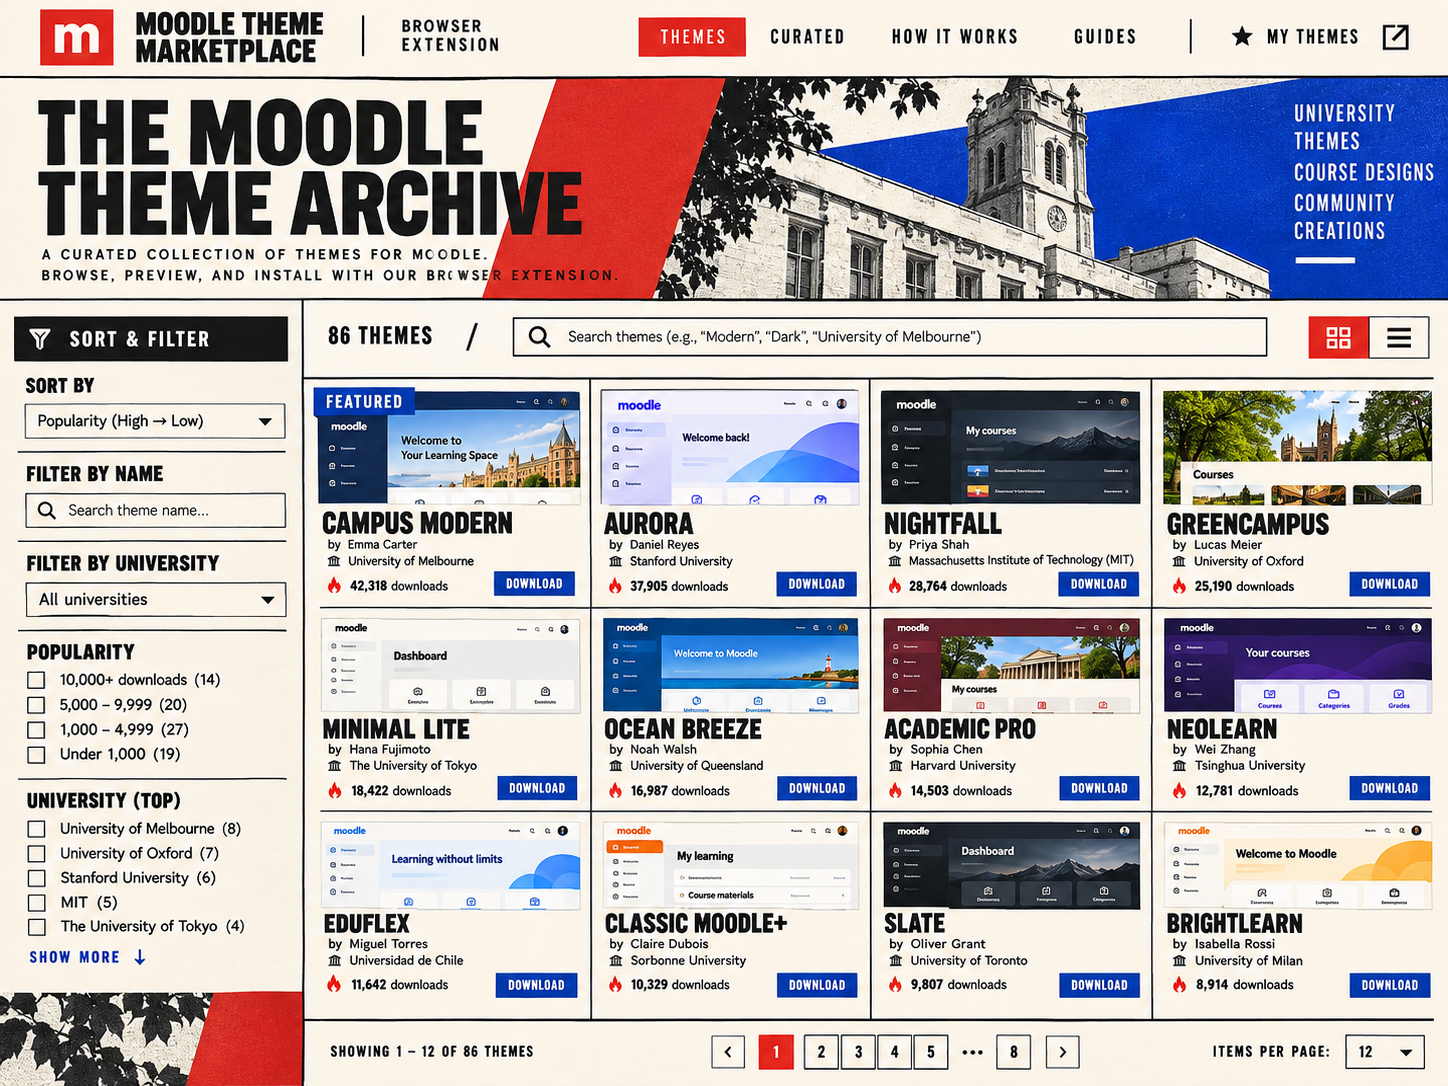 m
MOODLE THEME
MARKETPLACE
BROWSER
EXTENSION
THEMES
CURATED
HOW IT WORKS
GUIDES
MY THEMES
THE MOODLE
THEME ARCHIVE
A CURATED COLLECTION OF THEMES FOR MOODLE.
BROWSE, PREVIEW, AND INSTALL WITH OUR BROWSER EXTENSION.
UNIVERSITY
THEMES
COURSE DESIGNS
COMMUNITY
CREATIONS
SORT & FILTER
SORT BY
Popularity (High → Low)
FILTER BY NAME
Search theme name...
FILTER BY UNIVERSITY
All universities
POPULARITY
10,000+ downloads (14)
5,000 – 9,999 (20)
1,000 – 4,999 (27)
Under 1,000 (19)
UNIVERSITY (TOP)
University of Melbourne (8)
University of Oxford (7)
Stanford University (6)
MIT (5)
The University of Tokyo (4)
SHOW MORE ↓
86 THEMES /
Search themes (e.g., “Modern”, “Dark”, “University of Melbourne”)
FEATURED
moodle
Welcome to
Your Learning Space
CAMPUS MODERN
by Emma Carter
University of Melbourne
42,318 downloads
DOWNLOAD
moodle
Welcome back!
AURORA
by Daniel Reyes
Stanford University
37,905 downloads
DOWNLOAD
moodle
My courses
NIGHTFALL
by Priya Shah
Massachusetts Institute of Technology (MIT)
28,764 downloads
DOWNLOAD
Courses
GREENCAMPUS
by Lucas Meier
University of Oxford
25,190 downloads
DOWNLOAD
moodle
Dashboard
MINIMAL LITE
by Hana Fujimoto
The University of Tokyo
18,422 downloads
DOWNLOAD
moodle
Welcome to Moodle
OCEAN BREEZE
by Noah Walsh
University of Queensland
16,987 downloads
DOWNLOAD
moodle
My courses
ACADEMIC PRO
by Sophia Chen
Harvard University
14,503 downloads
DOWNLOAD
moodle
Your courses
Courses
Categories
Grades
NEOLEARN
by Wei Zhang
Tsinghua University
12,781 downloads
DOWNLOAD
moodle
Learning without limits
EDUFLEX
by Miguel Torres
Universidad de Chile
11,642 downloads
DOWNLOAD
moodle
My learning
Course materials
CLASSIC MOODLE+
by Claire Dubois
Sorbonne University
10,329 downloads
DOWNLOAD
moodle
Dashboard
SLATE
by Oliver Grant
University of Toronto
9,807 downloads
DOWNLOAD
moodle
Welcome to Moodle
BRIGHTLEARN
by Isabella Rossi
University of Milan
8,914 downloads
DOWNLOAD
SHOWING 1 – 12 OF 86 THEMES
‹ 1 2 3 4 5 ••• 8 ›
ITEMS PER PAGE: 12